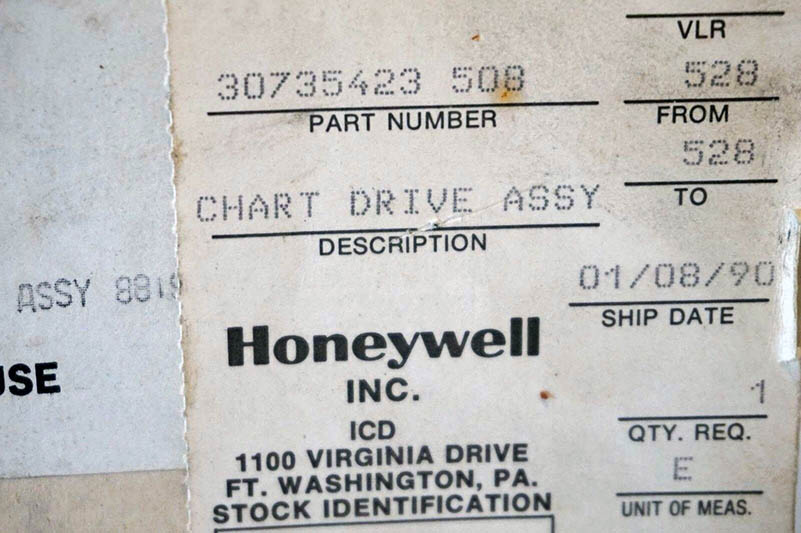 VLR
30735423 508
528
PART NUMBER
FROM
528
CHART DRIVE ASSY
TO
DESCRIPTION
ASSY
01/08/90
SHIP DATE
Honeywell
INC.
1
ICD
QTY. REQ.
1100 VIRGINIA DRIVE
E
FT. WASHINGTON, PA.
UNIT OF MEAS.
STOCK IDENTIFICATION